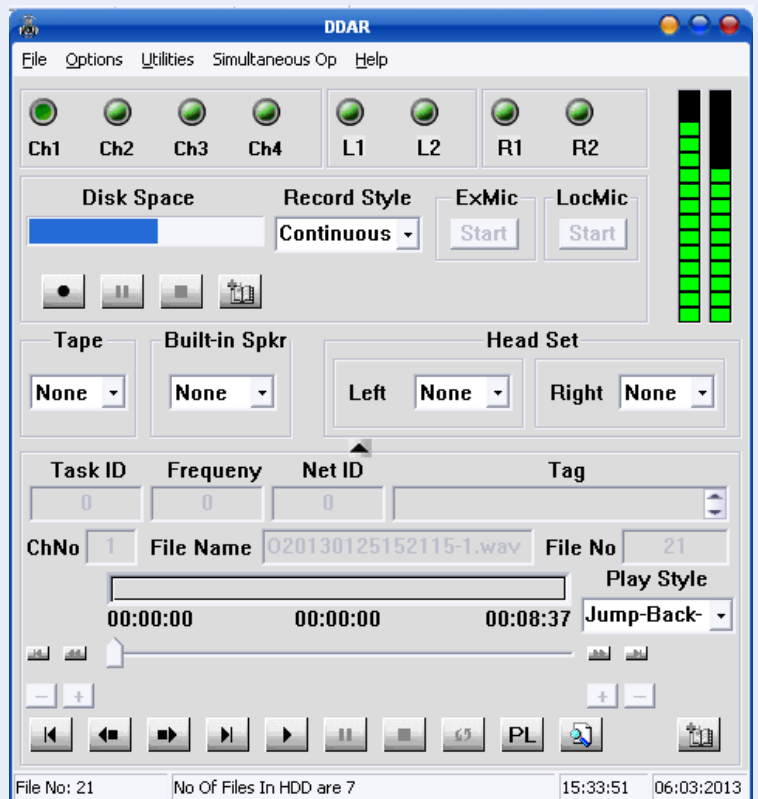 DDAR
File Options Utilities Simultaneous Op Help
Ch1 Ch2 Ch3 Ch4 L1 L2 R1 R2
Disk Space Record Style ExMic LocMic
Continuous Start Start
Tape Built-in Spkr Head Set
None None Left None Right None
Task ID Frequeny Net ID Tag
0 0 0
ChNo 1 File Name O20130125152115-1.wav File No 21
Play Style
00:00:00 00:00:00 00:08:37 Jump-Back-
PL
File No: 21 No Of Files In HDD are 7 15:33:51 06:03:2013